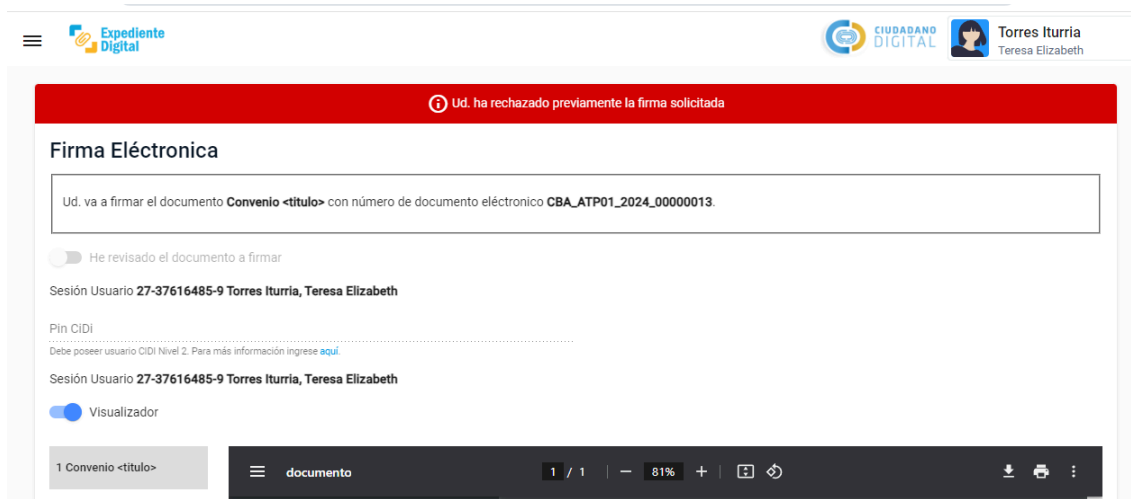 Expediente
Digital
CIUDADANO
DIGITAL
Torres Iturria
Teresa Elizabeth
Ud. ha rechazado previamente la firma solicitada
Firma Eléctronica
Ud. va a firmar el documento Convenio <titulo> con número de documento eléctronico CBA_ATP01_2024_00000013.
He revisado el documento a firmar
Sesión Usuario 27-37616485-9 Torres Iturria, Teresa Elizabeth
Pin CiDi
Debe poseer usuario CIDI Nivel 2. Para más información ingrese aquí.
Sesión Usuario 27-37616485-9 Torres Iturria, Teresa Elizabeth
Visualizador
1 Convenio <titulo>
documento
1 / 1
81%